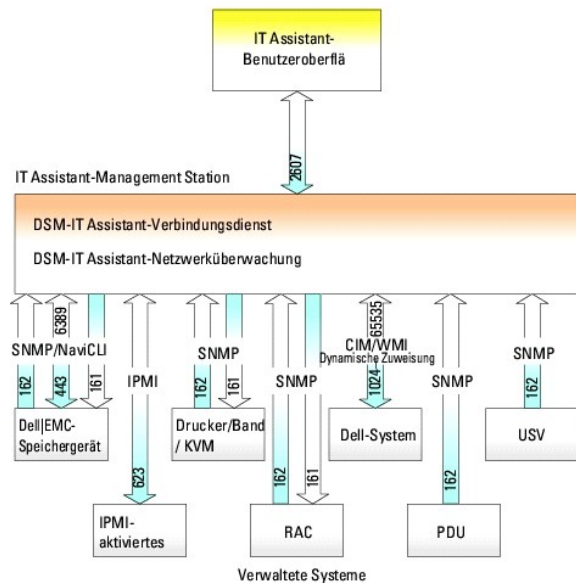 IT Assistant-
Benutzeroberflä
2607
IT Assistant-Management Station
DSM-IT Assistant-Verbindungsdienst
DSM-IT Assistant-Netzwerküberwachung
6389
65535
SNMP/NaviCLI
162
443
161
IPMI
SNMP
162
161
SNMP
CIM/WMI
Dynamische Zuweisung
1024
SNMP
SNMP
162
Dell|EMC-
Speichergerät
Drucker/Band
/ KVM
Dell-System
USV
623
162
161
162
IPMI-
aktiviertes
RAC
PDU
Verwaltete Systeme